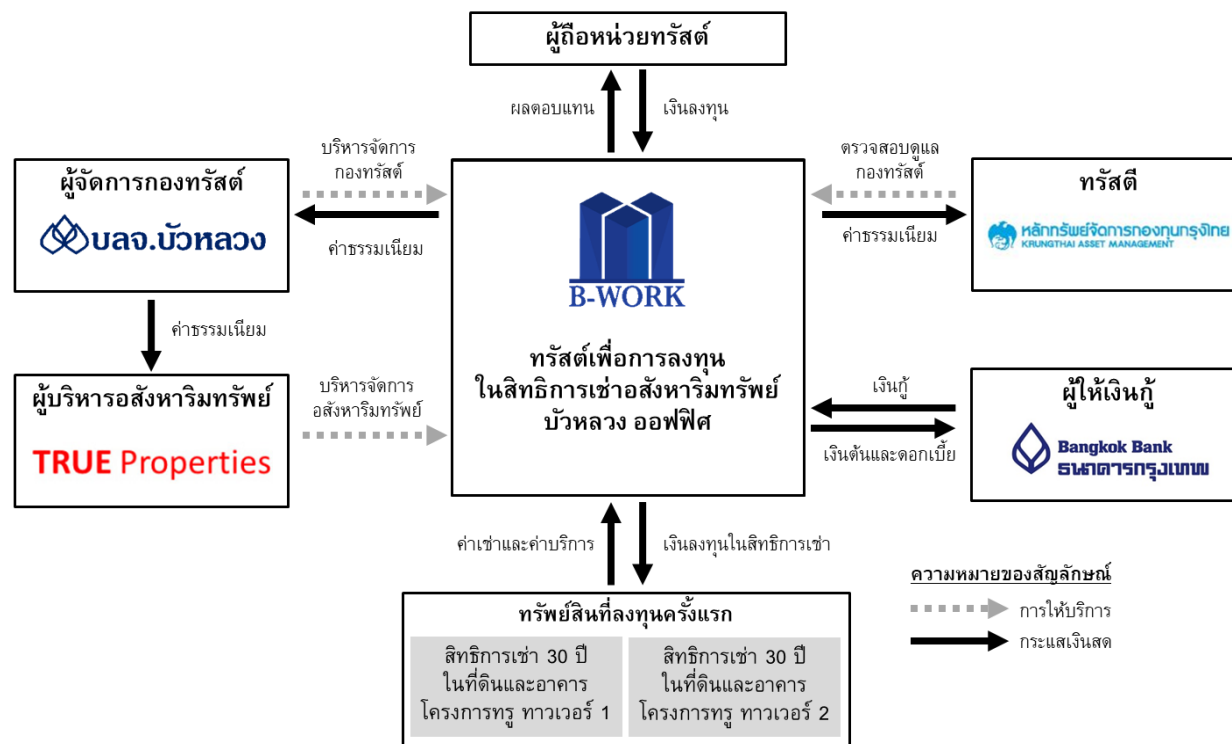 ผู้ถือหน่วยทรัสต์
ผลตอบแทน
เงินลงทุน
ผู้จัดการกองทรัสต์
บลจ.บัวหลวง
บริหารจัดการ
กองทรัสต์
ค่าธรรมเนียม
B-WORK
ทรัสต์เพื่อการลงทุน
ในสิทธิการเช่าอสังหาริมทรัพย์
บัวหลวง ออฟฟิศ
ตรวจสอบดูแล
กองทรัสต์
ค่าธรรมเนียม
ทรัสตี
หลักทรัพย์จัดการกองทุนกรุงไทย
KRUNGTHAI ASSET MANAGEMENT
ค่าธรรมเนียม
ผู้บริหารอสังหาริมทรัพย์
TRUE Properties
บริหารจัดการ
อสังหาริมทรัพย์
เงินกู้
เงินต้นและดอกเบี้ย
ผู้ให้เงินกู้
Bangkok Bank
ธนาคารกรุงเทพ
ค่าเช่าและค่าบริการ
เงินลงทุนในสิทธิการเช่า
ทรัพย์สินที่ลงทุนครั้งแรก
สิทธิการเช่า 30 ปี
ในที่ดินและอาคาร
โครงการทรู ทาวเวอร์ 1
สิทธิการเช่า 30 ปี
ในที่ดินและอาคาร
โครงการทรู ทาวเวอร์ 2
ความหมายของสัญลักษณ์
การให้บริการ
กระแสเงินสด